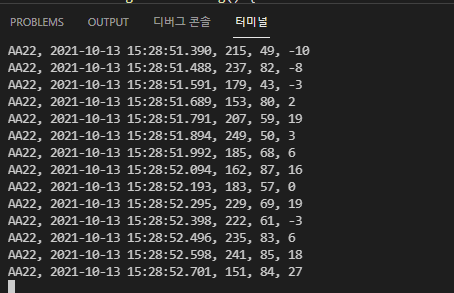 PROBLEMS OUTPUT 디버그 콘솔 터미널
AA22, 2021-10-13 15:28:51.390, 215, 49, -10
AA22, 2021-10-13 15:28:51.488, 237, 82, -8
AA22, 2021-10-13 15:28:51.591, 179, 43, -3
AA22, 2021-10-13 15:28:51.689, 153, 80, 2
AA22, 2021-10-13 15:28:51.791, 207, 59, 19
AA22, 2021-10-13 15:28:51.894, 249, 50, 3
AA22, 2021-10-13 15:28:51.992, 185, 68, 6
AA22, 2021-10-13 15:28:52.094, 162, 87, 16
AA22, 2021-10-13 15:28:52.193, 183, 57, 0
AA22, 2021-10-13 15:28:52.295, 229, 69, 19
AA22, 2021-10-13 15:28:52.398, 222, 61, -3
AA22, 2021-10-13 15:28:52.496, 235, 83, 6
AA22, 2021-10-13 15:28:52.598, 241, 85, 18
AA22, 2021-10-13 15:28:52.701, 151, 84, 27